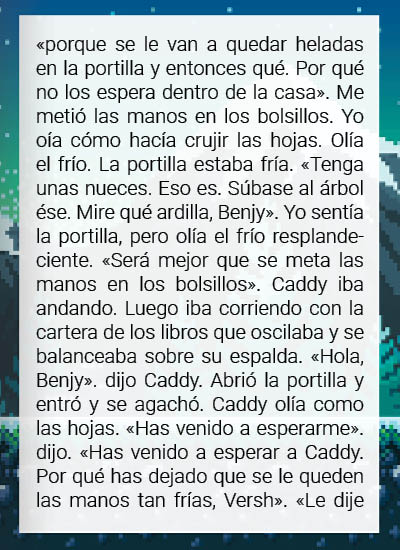 «porque se le van a quedar heladas
en la portilla y entonces qué. Por qué
no los espera dentro de la casa». Me
metió las manos en los bolsillos. Yo
oía cómo hacía crujir las hojas. Olía
el frío. La portilla estaba fría. «Tenga
unas nueces. Eso es. Súbase al árbol
ése. Mire qué ardilla, Benjy». Yo sentía
la portilla, pero olía el frío resplande-
ciente. «Será mejor que se meta las
manos en los bolsillos». Caddy iba
andando. Luego iba corriendo con la
cartera de los libros que oscilaba y se
balanceaba sobre su espalda. «Hola,
Benjy». dijo Caddy. Abrió la portilla y
entró y se agachó. Caddy olía como
las hojas. «Has venido a esperarme».
dijo. «Has venido a esperar a Caddy.
Por qué has dejado que se le queden
las manos tan frías, Versh». «Le dije